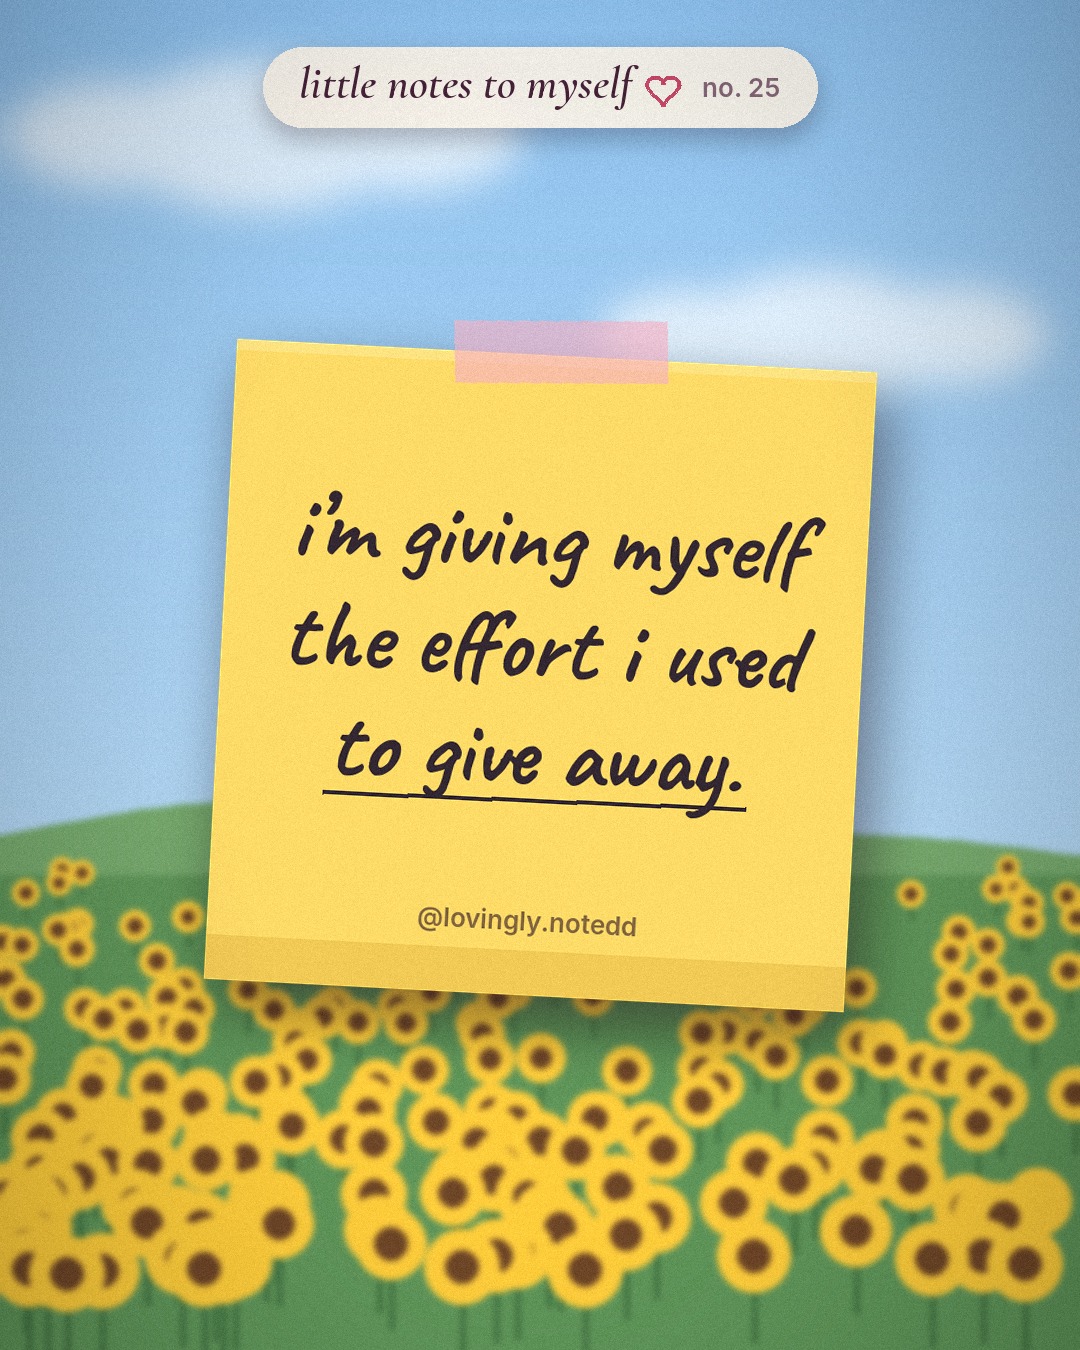 little notes to myself ♡ no. 25
i'm giving myself
the effort i used
to give away.
@lovingly.notedd